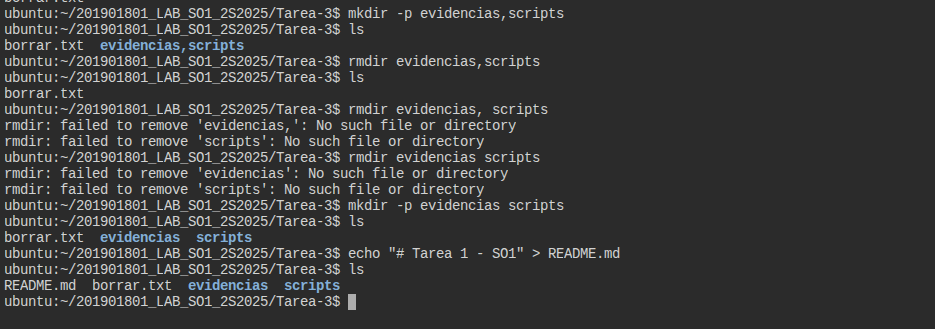 borrar.txt
ubuntu:~/201901801_LAB_SO1_2S2025/Tarea-3$ mkdir -p evidencias,scripts
ubuntu:~/201901801_LAB_SO1_2S2025/Tarea-3$ ls
borrar.txt  evidencias,scripts
ubuntu:~/201901801_LAB_SO1_2S2025/Tarea-3$ rmdir evidencias,scripts
ubuntu:~/201901801_LAB_SO1_2S2025/Tarea-3$ ls
borrar.txt
ubuntu:~/201901801_LAB_SO1_2S2025/Tarea-3$ rmdir evidencias, scripts
rmdir: failed to remove 'evidencias,': No such file or directory
rmdir: failed to remove 'scripts': No such file or directory
ubuntu:~/201901801_LAB_SO1_2S2025/Tarea-3$ rmdir evidencias scripts
rmdir: failed to remove 'evidencias': No such file or directory
rmdir: failed to remove 'scripts': No such file or directory
ubuntu:~/201901801_LAB_SO1_2S2025/Tarea-3$ mkdir -p evidencias scripts
ubuntu:~/201901801_LAB_SO1_2S2025/Tarea-3$ ls
borrar.txt  evidencias  scripts
ubuntu:~/201901801_LAB_SO1_2S2025/Tarea-3$ echo "# Tarea 1 - SO1" > README.md
ubuntu:~/201901801_LAB_SO1_2S2025/Tarea-3$ ls
README.md  borrar.txt  evidencias  scripts
ubuntu:~/201901801_LAB_SO1_2S2025/Tarea-3$